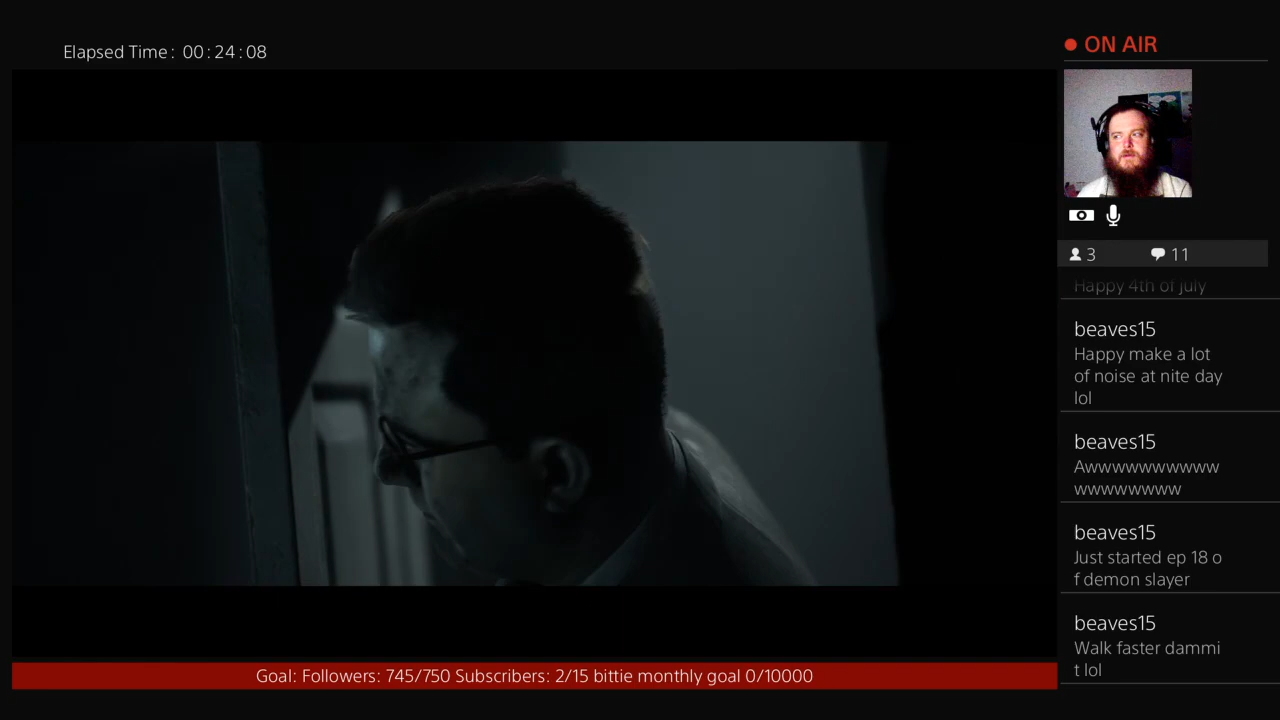 Elapsed Time: 00:24:08
ON AIR
3 11
Happy 4th of july
beaves15
Happy make a lot
of noise at nite day
lol
beaves15
Awwwwwwwwwww
wwwwwwwww
beaves15
Just started ep 18 o
f demon slayer
beaves15
Walk faster dammi
t lol
Goal: Followers: 745/750 Subscribers: 2/15 bittie monthly goal 0/10000